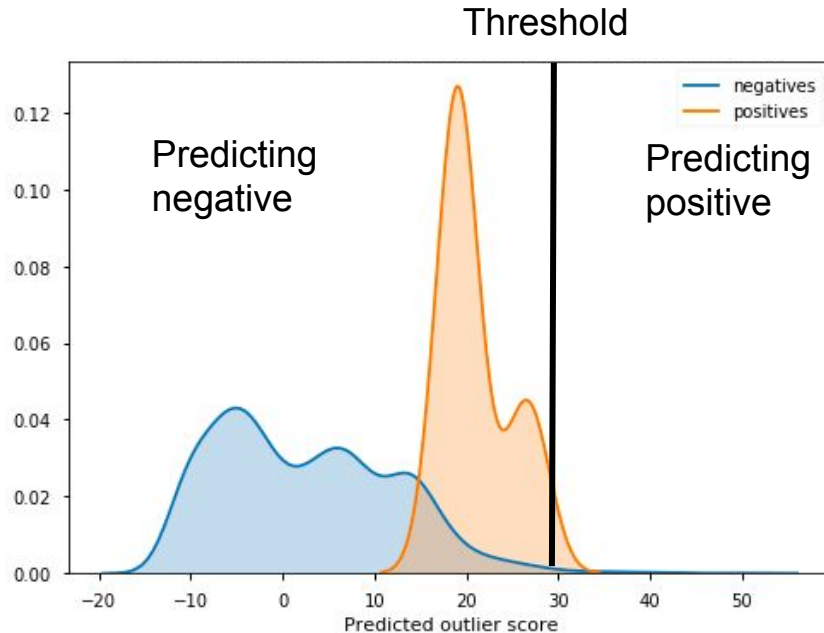 Threshold
negatives
positives
Predicting
negative
Predicting
positive
0.12
0.10
0.08
0.06
0.04
0.02
0.00
−20 −10 0 10 20 30 40 50
Predicted outlier score